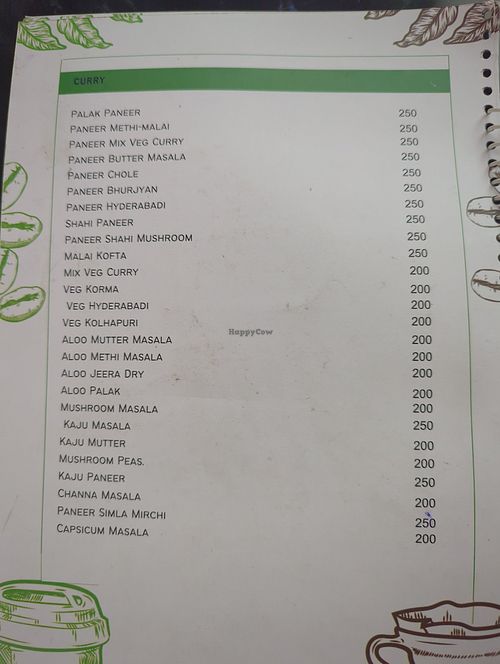 CURRY
PALAK PANEER 250
PANEER METHI-MALAI 250
PANEER MIX VEG CURRY 250
PANEER BUTTER MASALA 250
PANEER CHOLE 250
PANEER BHURJYAN 250
PANEER HYDERABADI 250
SHAHI PANEER 250
PANEER SHAHI MUSHROOM 250
MALAI KOFTA 250
MIX VEG CURRY 200
VEG KORMA 200
VEG HYDERABADI 200
VEG KOLHAPURI 200
ALOO MUTTER MASALA 200
ALOO METHI MASALA 200
ALOO JEERA DRY 200
ALOO PALAK 200
MUSHROOM MASALA 200
KAJU MASALA 250
KAJU MUTTER 200
MUSHROOM PEAS. 200
KAJU PANEER 250
CHANNA MASALA 200
PANEER SIMLA MIRCHI 250
CAPSICUM MASALA 200
HappyCow